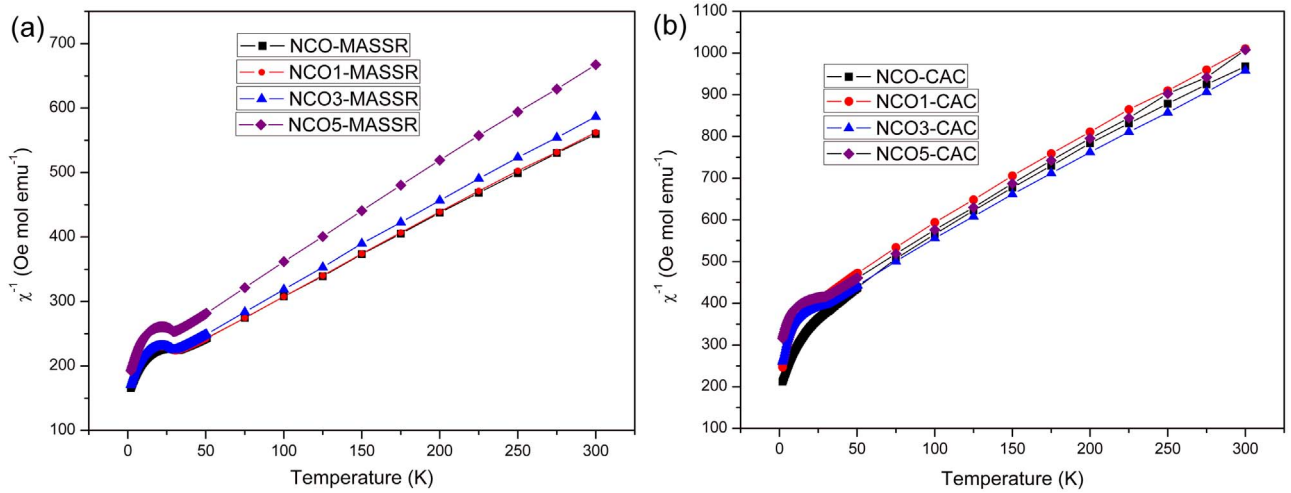 (a)
NCO-MASSR
NCO1-MASSR
NCO3-MASSR
NCO5-MASSR
χ⁻¹ (Oe mol emu⁻¹)
700
600
500
400
300
200
100
0 50 100 150 200 250 300
Temperature (K)
(b)
NCO-CAC
NCO1-CAC
NCO3-CAC
NCO5-CAC
χ⁻¹ (Oe mol emu⁻¹)
1100
1000
900
800
700
600
500
400
300
200
100
0 50 100 150 200 250 300
Temperature (K)